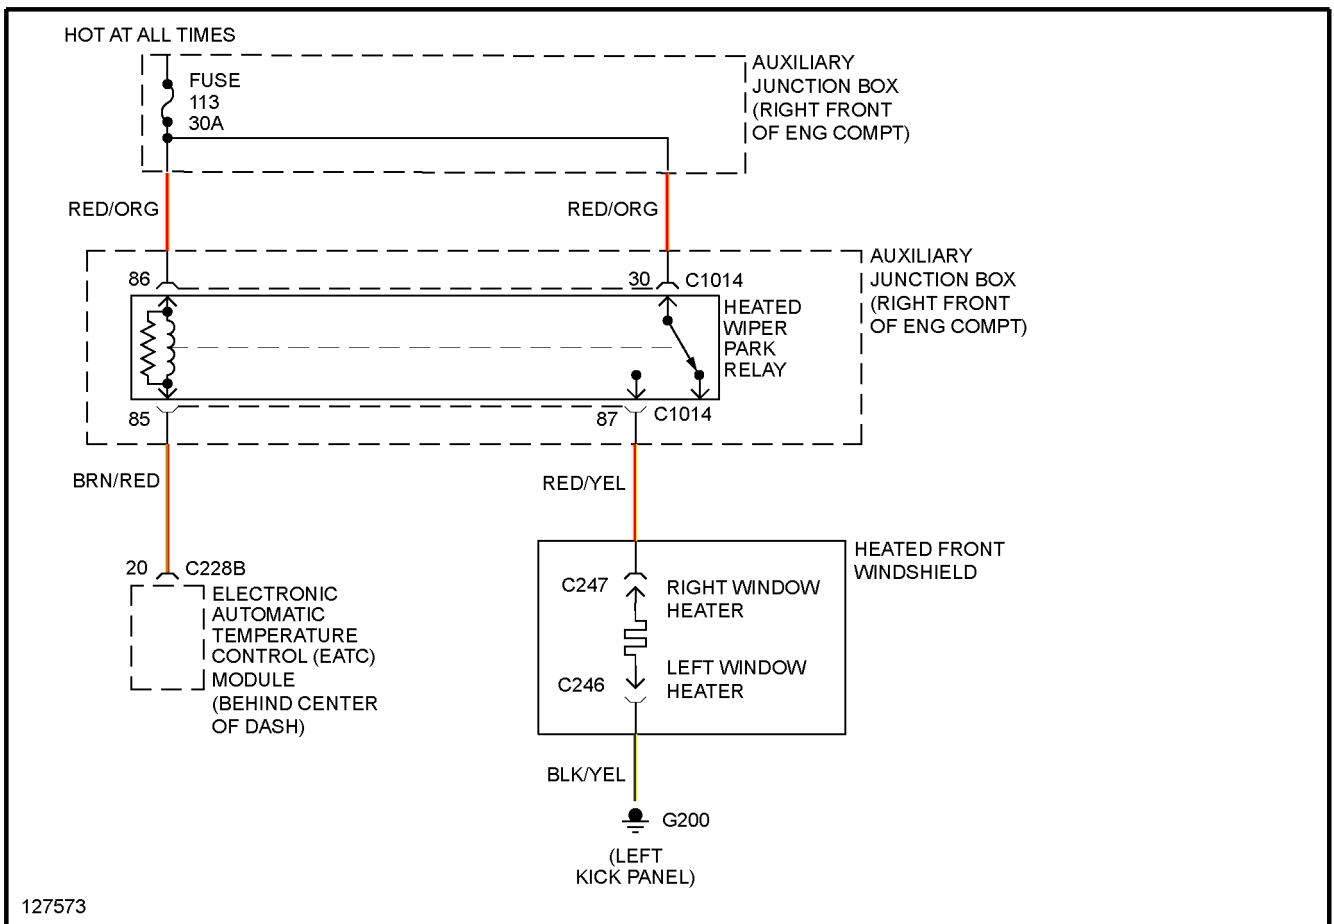 HOT AT ALL TIMES
FUSE
113
30A
AUXILIARY
JUNCTION BOX
(RIGHT FRONT
OF ENG COMPT)
RED/ORG
RED/ORG
AUXILIARY
JUNCTION BOX
(RIGHT FRONT
OF ENG COMPT)
86
30
C1014
HEATED
WIPER
PARK
RELAY
85
87
C1014
BRN/RED
RED/YEL
20
C228B
ELECTRONIC
AUTOMATIC
TEMPERATURE
CONTROL (EATC)
MODULE
(BEHIND CENTER
OF DASH)
HEATED FRONT
WINDSHIELD
C247
RIGHT WINDOW
HEATER
C246
LEFT WINDOW
HEATER
BLK/YEL
G200
(LEFT
KICK PANEL)
127573